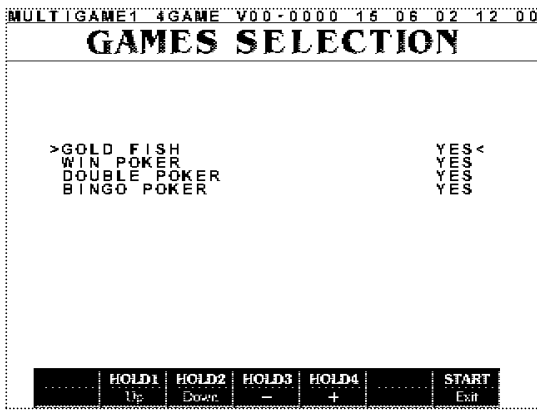 MULTIGAME1 4GAME V00-0000 15 06 02 12 00
GAMES SELECTION
>GOLD FISH YES<
WIN POKER YES
DOUBLE POKER YES
BINGO POKER YES
HOLD1 HOLD2 HOLD3 HOLD4 START
Up Down - + Exit